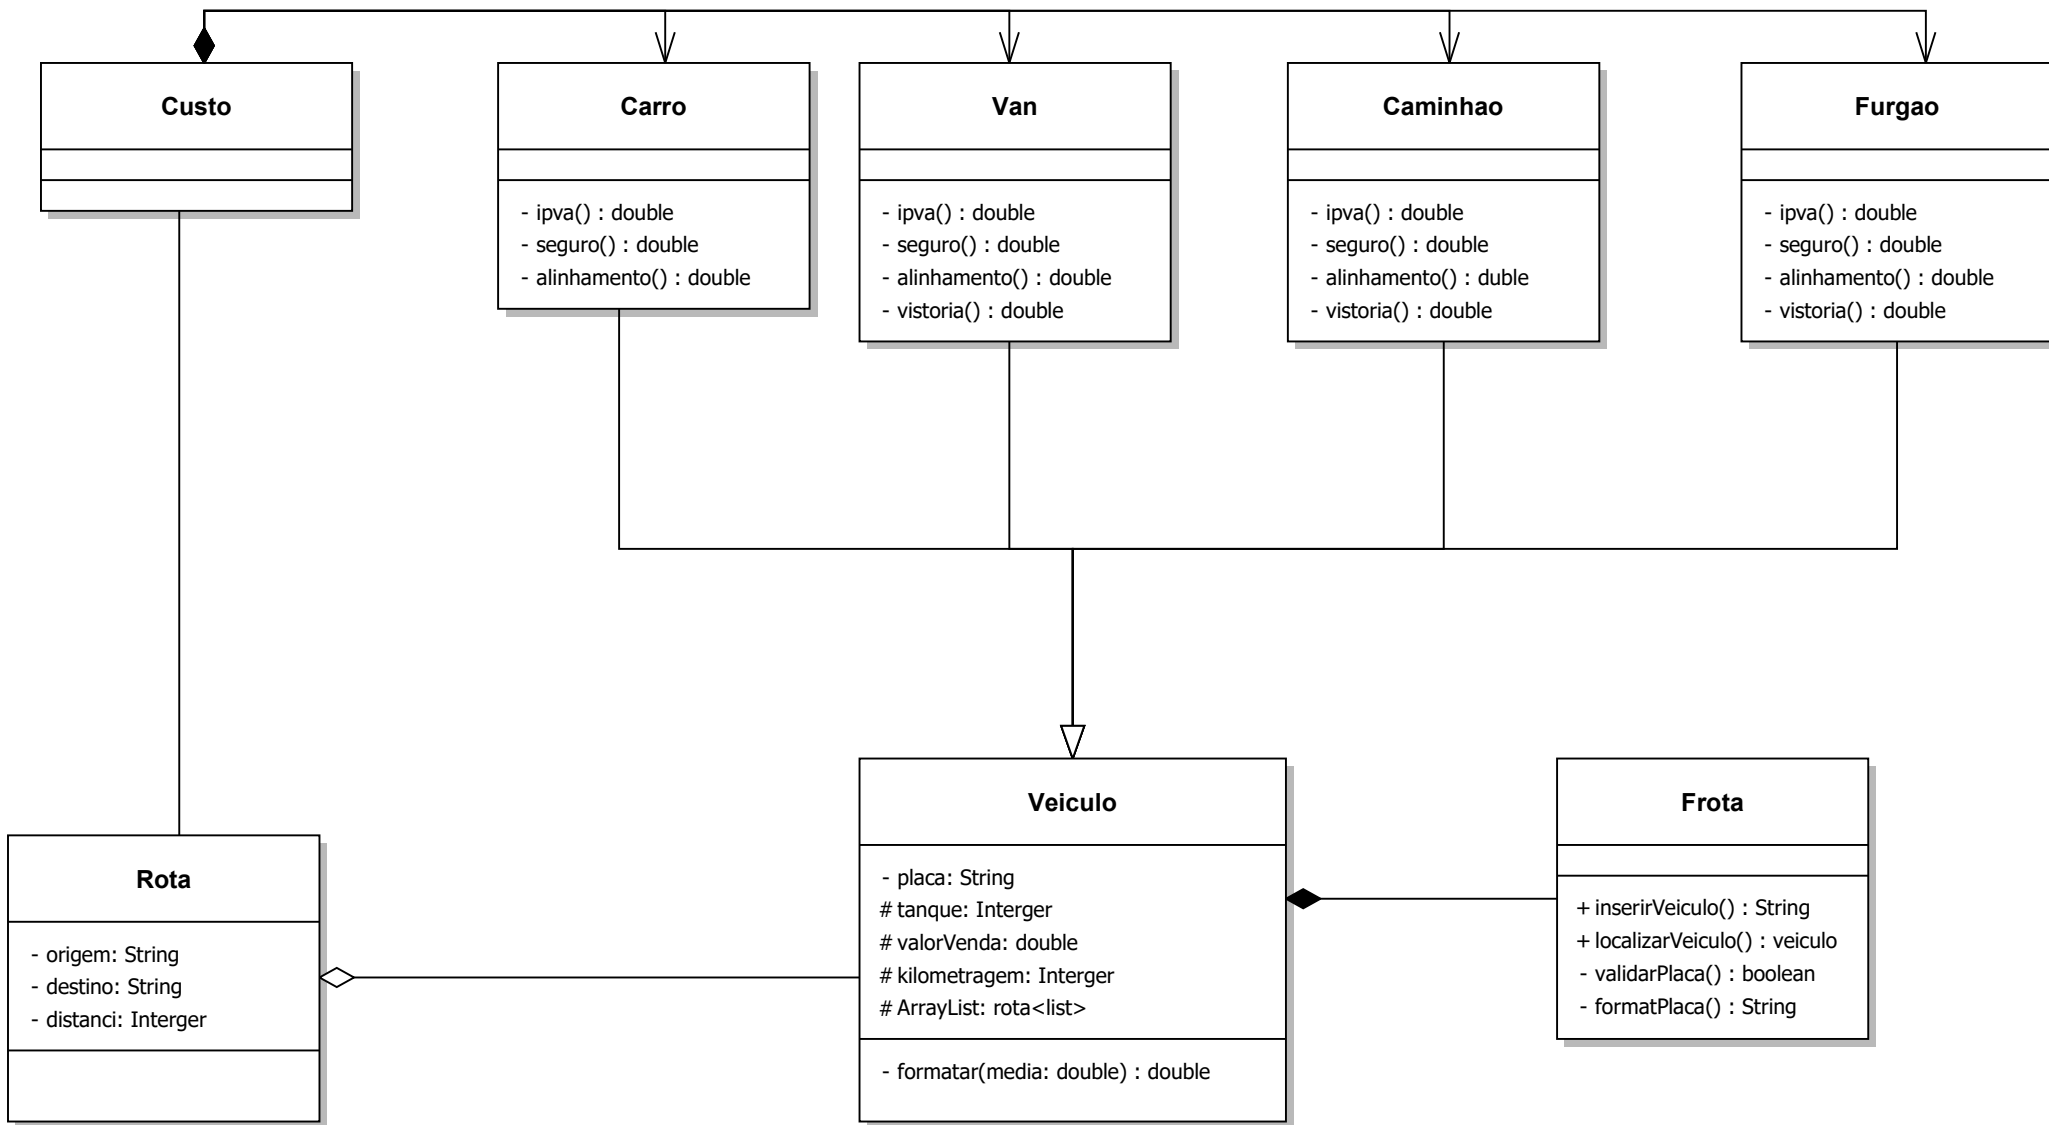 Custo
Carro
- ipva() : double
- seguro() : double
- alinhamento() : double
Van
- ipva() : double
- seguro() : double
- alinhamento() : double
- vistoria() : double
Caminhao
- ipva() : double
- seguro() : double
- alinhamento() : duble
- vistoria() : double
Furgao
- ipva() : double
- seguro() : double
- alinhamento() : double
- vistoria() : double
Rota
- origem: String
- destino: String
- distanci: Interger
Veiculo
- placa: String
# tanque: Interger
# valorVenda: double
# kilometragem: Interger
# ArrayList: rota<list>
- formatar(media: double) : double
Frota
+ inserirVeiculo() : String
+ localizarVeiculo() : veiculo
- validarPlaca() : boolean
- formatPlaca() : String